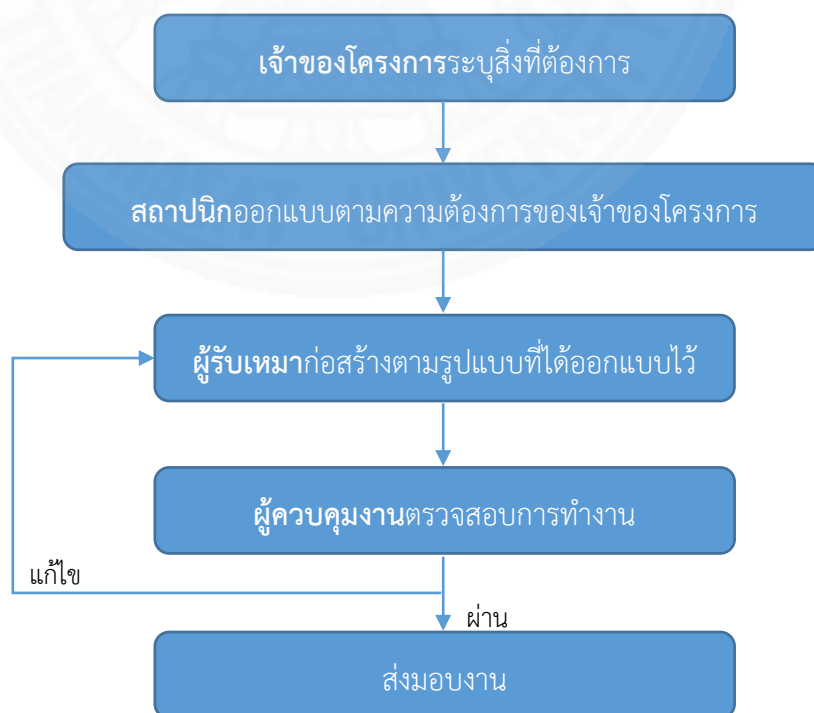 เจ้าของโครงการระบุสิ่งที่ต้องการ
สถาปนิกออกแบบตามความต้องการของเจ้าของโครงการ
ผู้รับเหมาก่อสร้างตามรูปแบบที่ได้ออกแบบไว้
ผู้ควบคุมงานตรวจสอบการทำงาน
แก้ไข
ผ่าน
ส่งมอบงาน